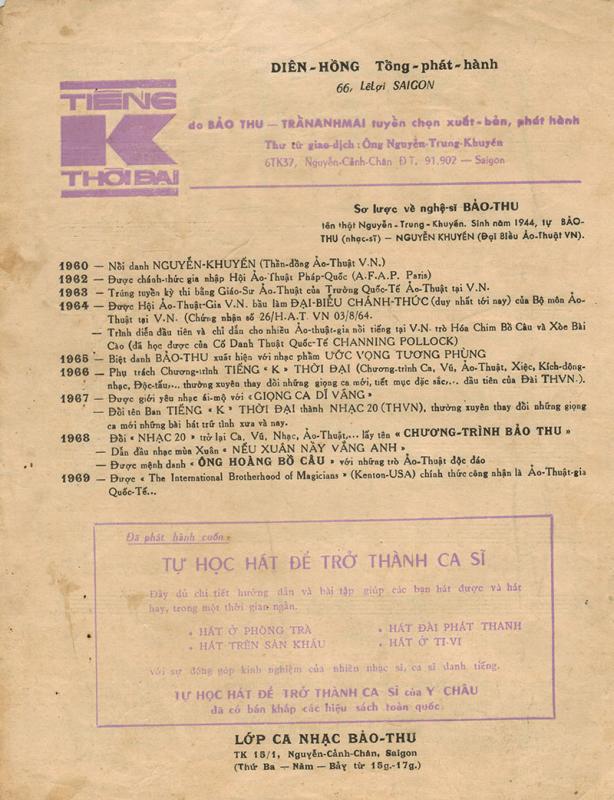 DIÊN-HỒNG Tổng-phát-hành
66, LêLợi SAIGON
TIẾNG
K
THỜI ĐẠI
do BẢO THU — TRẦNANHMAI tuyển chọn xuất-bản, phát hành
Thư từ giao-dịch : Ông Nguyễn-Trung-Khuyến
6TK37, Nguyễn-Cảnh-Chân ĐT. 91.902 — Saigon
Sơ lược về nghệ-sĩ BẢO-THU
tên thật Nguyễn-Trung-Khuyến. Sinh năm 1944, tự BẢO-
THU (nhạc-sĩ) — NGUYỄN KHUYẾN (Đại Biểu Ảo-Thuật VN).
1960 — Nổi danh NGUYỄN-KHUYẾN (Thần-đồng Ảo-Thuật V.N.)
1962 — Được chánh-thức gia nhập Hội Ảo-Thuật Pháp-Quốc (A.F.A.P. Paris)
1963 — Trúng tuyển kỳ thi bằng Giáo-Sư Ảo-Thuật của Trường Quốc-Tế Ảo-Thuật tại V.N.
1964 — Được Hội Ảo-Thuật-Gia V.N. bầu làm ĐẠI-BIỂU CHÁNH-THỨC (duy nhất tới nay) của Bộ môn Ảo-
Thuật tại V.N. (Chứng nhận số 26/H.A.T. VN 03/8/64.
— Trình diễn đầu tiên và chỉ dẫn cho nhiều Ảo-thuật-gia nổi tiếng tại V.N. trò Hóa Chim Bồ Câu và Xòe Bài
Cào (đã học được của Cố Danh Thuật Quốc-Tế CHANNING POLLOCK)
1965 — Biệt danh BẢO-THU xuất hiện với nhạc phẩm ƯỚC VỌNG TƯƠNG PHÙNG
1966 — Phụ trách Chương-trình TIẾNG « K » THỜI ĐẠI (Chương-trình Ca, Vũ, Ảo-Thuật, Xiệc, Kích-động-
nhạc, Độc-tấu,... thường xuyên thay đổi những giọng ca mới, tiết mục đặc sắc,... đầu tiên của Đài THVN.).
1967 — Được giới yêu nhạc ái-mộ với «GIỌNG CA DĨ VÃNG»
— Đổi tên Ban TIẾNG « K » THỜI ĐẠI thành NHẠC 20 (THVN), thường xuyên thay đổi những giọng
ca mới những bài hát trữ tình xưa và nay.
1968 — Đổi « NHẠC 20 » trở lại Ca, Vũ, Nhạc, Ảo-Thuật,... lấy tên « CHƯƠNG-TRÌNH BẢO THU »
— Dẫn đầu nhạc mùa Xuân « NẾU XUÂN NÀY VẮNG ANH »
— Được mệnh danh « ÔNG HOÀNG BỒ CÂU » với những trò Ảo-Thuật độc đáo
1969 — Được « The International Brotherhood of Magicians » (Kenton-USA) chính thức công nhận là Ảo-Thuật-gia
Quốc-Tế...
Đã phát hành cuốn :
TỰ HỌC HÁT ĐỂ TRỞ THÀNH CA SĨ
Đầy đủ chi tiết hướng dẫn và bài tập giúp các bạn hát được và hát
hay, trong một thời gian ngắn.
• HÁT Ở PHÒNG TRÀ
• HÁT ĐÀI PHÁT THANH
• HÁT TRÊN SÂN KHẤU
• HÁT Ở TI-VI
với sự đóng góp kinh nghiệm của nhiều nhạc sĩ, ca sĩ danh tiếng.
TỰ HỌC HÁT ĐỂ TRỞ THÀNH CA SĨ của Y CHÂU
đã có bán khắp các hiệu sách toàn quốc.
LỚP CA NHẠC BẢO-THU
TK 15/1, Nguyễn-Cảnh-Chân, Saigon
(Thứ Ba — Năm — Bảy từ 15g.-17g.)